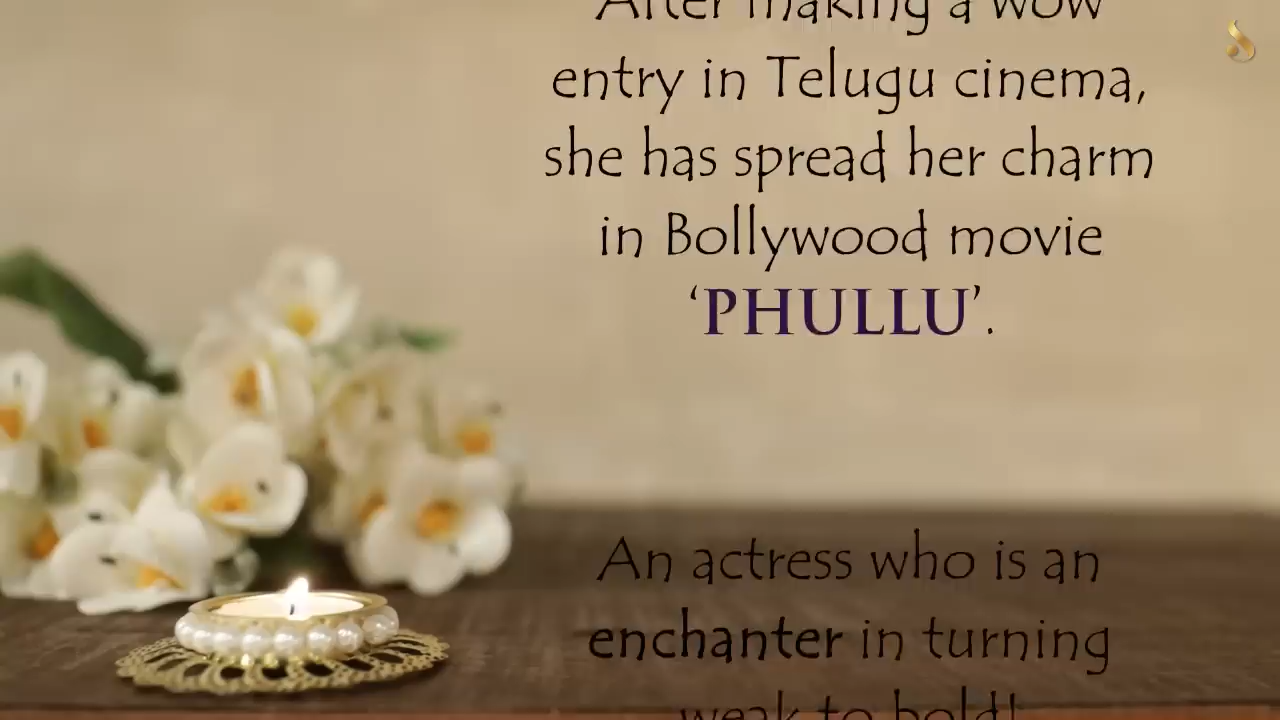 After making a wow
entry in Telugu cinema,
she has spread her charm
in Bollywood movie
‘PHULLU’.
An actress who is an
enchanter in turning
weak to bold!